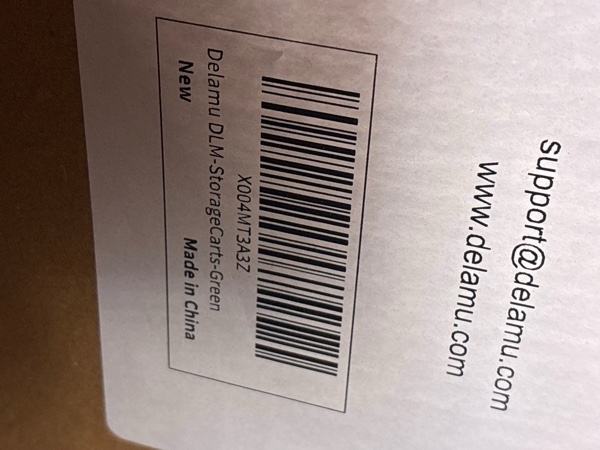 support@delamu.com
www.delamu.com
X004MT3A3Z
Delamu DLM-StorageCarts-Green
New
Made in China